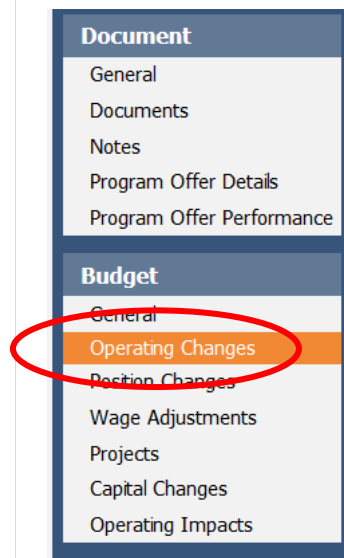 Document
General
Documents
Notes
Program Offer Details
Program Offer Performance
Budget
General
Operating Changes
Position Changes
Wage Adjustments
Projects
Capital Changes
Operating Impacts